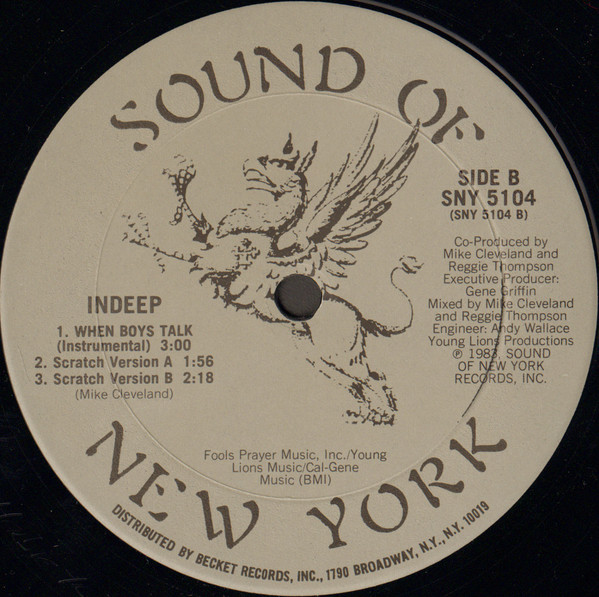 SOUND OF
SIDE B
SNY 5104
(SNY 5104 B)
Co-Produced by
Mike Cleveland and
Reggie Thompson
Executive Producer:
Gene Griffin
Mixed by Mike Cleveland
and Reggie Thompson
Engineer: Andy Wallace
Young Lions Productions
℗ 1983, SOUND
OF NEW YORK
RECORDS, INC.
INDEEP
1. WHEN BOYS TALK
(Instrumental) 3:00
2. Scratch Version A 1:56
3. Scratch Version B 2:18
(Mike Cleveland)
Fools Prayer Music, Inc./Young
Lions Music/Cal-Gene
Music (BMI)
NEW YORK
DISTRIBUTED BY BECKET RECORDS, INC., 1790 BROADWAY, N.Y., N.Y. 10019